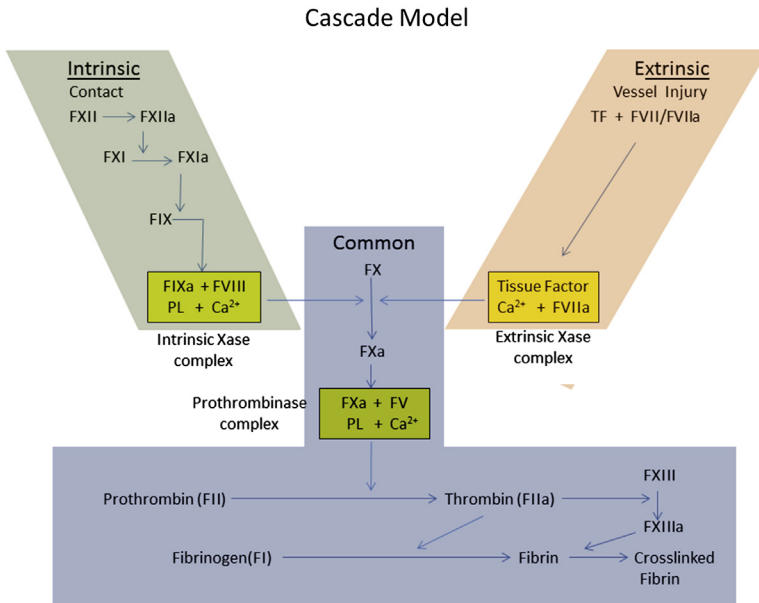 Cascade Model
Intrinsic
Contact
FXII FXIIa
FXI FXIa
FIX
FIXa + FVIII
PL + Ca²⁺
Intrinsic Xase
complex
Extrinsic
Vessel Injury
TF + FVII/FVIIa
Tissue Factor
Ca²⁺ + FVIIa
Extrinsic Xase
complex
Common
FX
FXa
Prothrombinase
complex
FXa + FV
PL + Ca²⁺
Prothrombin (FII) Thrombin (FIIa)
FXIII
FXIIIa
Fibrinogen(FI) Fibrin Crosslinked
Fibrin